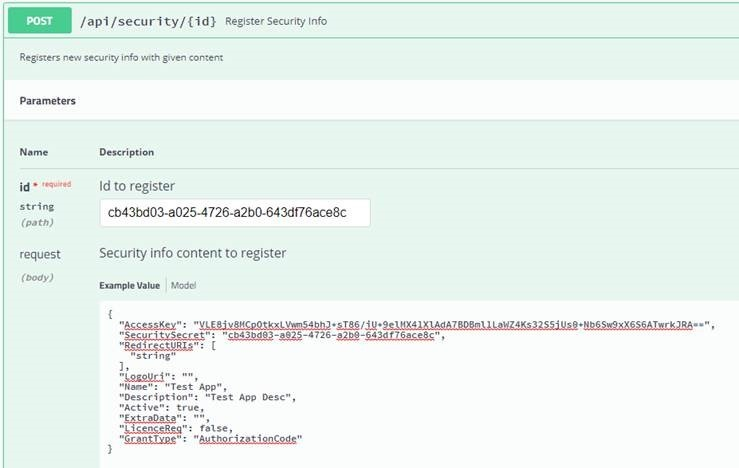 POST /api/security/{id} Register Security Info
Registers new security info with given content
Parameters
Name Description
id * required Id to register
string
(path)
cb43bd03-a025-4726-a2b0-643df76ace8c
request Security info content to register
(body)
Example Value Model
{
"AccessKey": "VLE8jv8MCpOtkxLVwm54bhJ+sT86/jU+9elMX41XlAdA7BDBmllLaWZ4Ks32S5jUs0+Nb6Sw9xX6S6ATwrkJRA==",
"SecuritySecret": "cb43bd03-a025-4726-a2b0-643df76ace8c",
"RedirectURIs": [
"string"
],
"LogoUri": "",
"Name": "Test App",
"Description": "Test App Desc",
"Active": true,
"ExtraData": "",
"LicenceReq": false,
"GrantType": "AuthorizationCode"
}